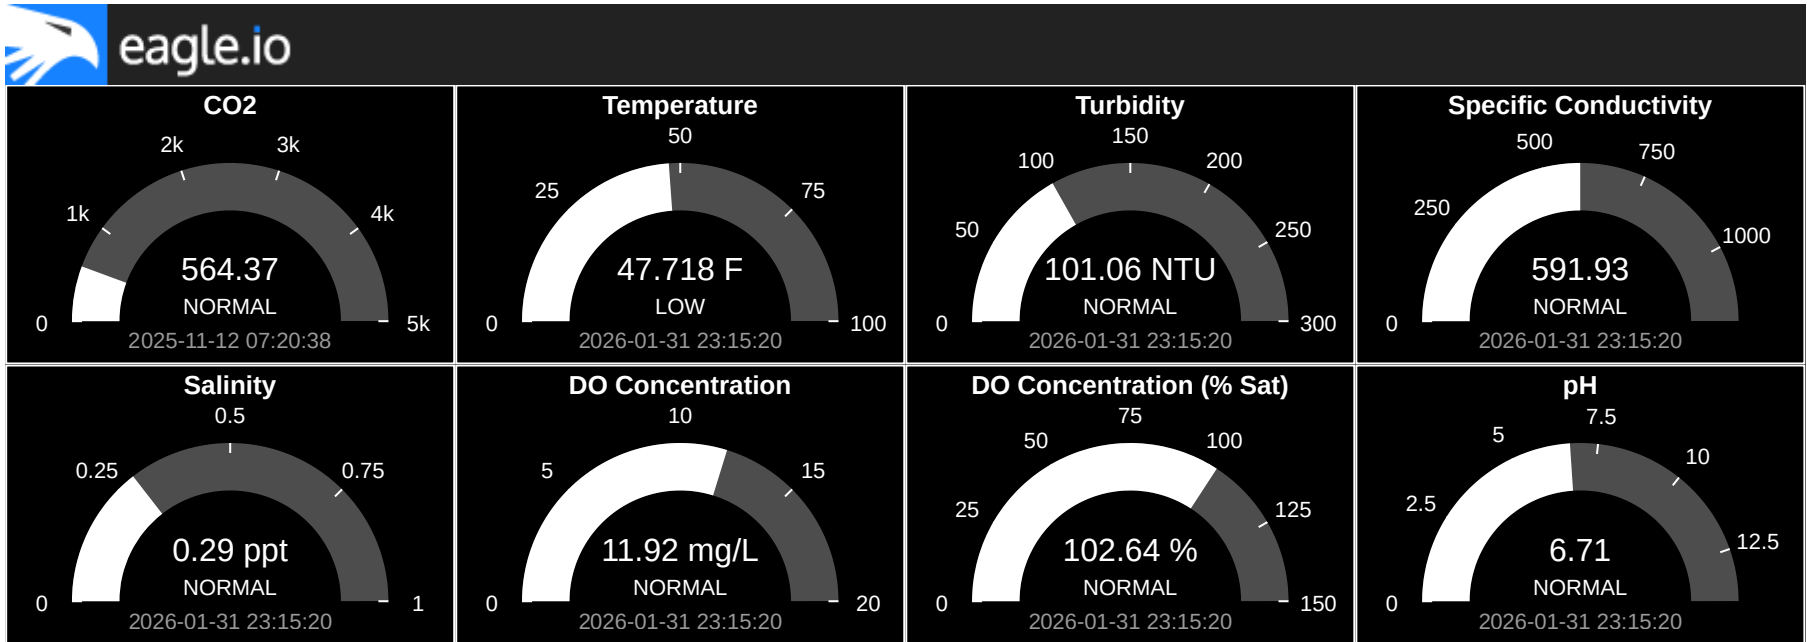 eagle.io
CO2
0
1k
2k
3k
4k
5k
564.37
NORMAL
2025-11-12 07:20:38
Temperature
0
25
50
75
100
47.718 F
LOW
2026-01-31 23:15:20
Turbidity
0
50
100
150
200
250
300
101.06 NTU
NORMAL
2026-01-31 23:15:20
Specific Conductivity
0
250
500
750
1000
591.93
NORMAL
2026-01-31 23:15:20
Salinity
0
0.25
0.5
0.75
1
0.29 ppt
NORMAL
2026-01-31 23:15:20
DO Concentration
0
5
10
15
20
11.92 mg/L
NORMAL
2026-01-31 23:15:20
DO Concentration (% Sat)
0
25
50
75
100
125
150
102.64 %
NORMAL
2026-01-31 23:15:20
pH
0
2.5
5
7.5
10
12.5
6.71
NORMAL
2026-01-31 23:15:20